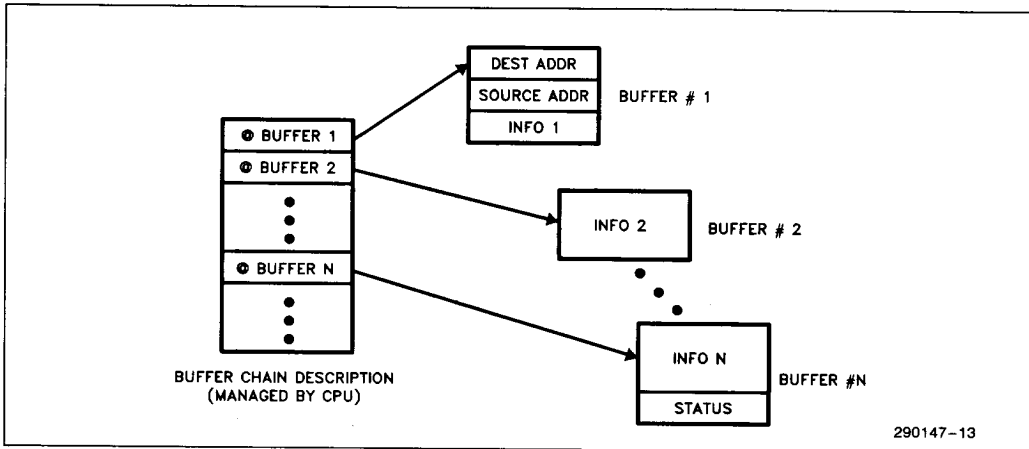 DEST ADDR
SOURCE ADDR
INFO 1
BUFFER # 1
@ BUFFER 1
@ BUFFER 2
@ BUFFER N
BUFFER CHAIN DESCRIPTION
(MANAGED BY CPU)
INFO 2
BUFFER # 2
INFO N
STATUS
BUFFER #N
290147-13